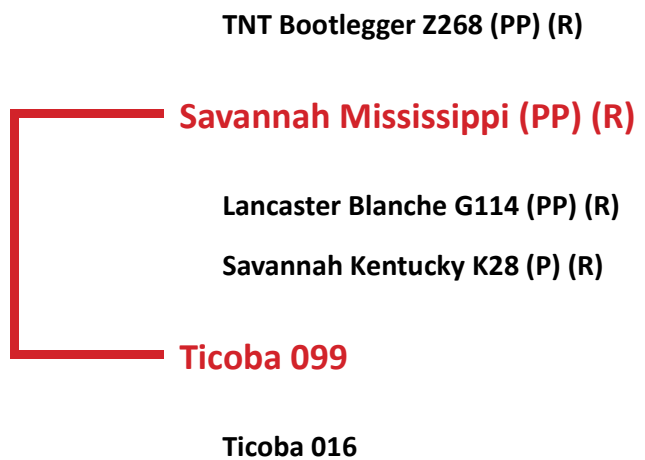 TNT Bootlegger Z268 (PP) (R)
Savannah Mississippi (PP) (R)
Lancaster Blanche G114 (PP) (R)
Savannah Kentucky K28 (P) (R)
Ticoba 099
Ticoba 016